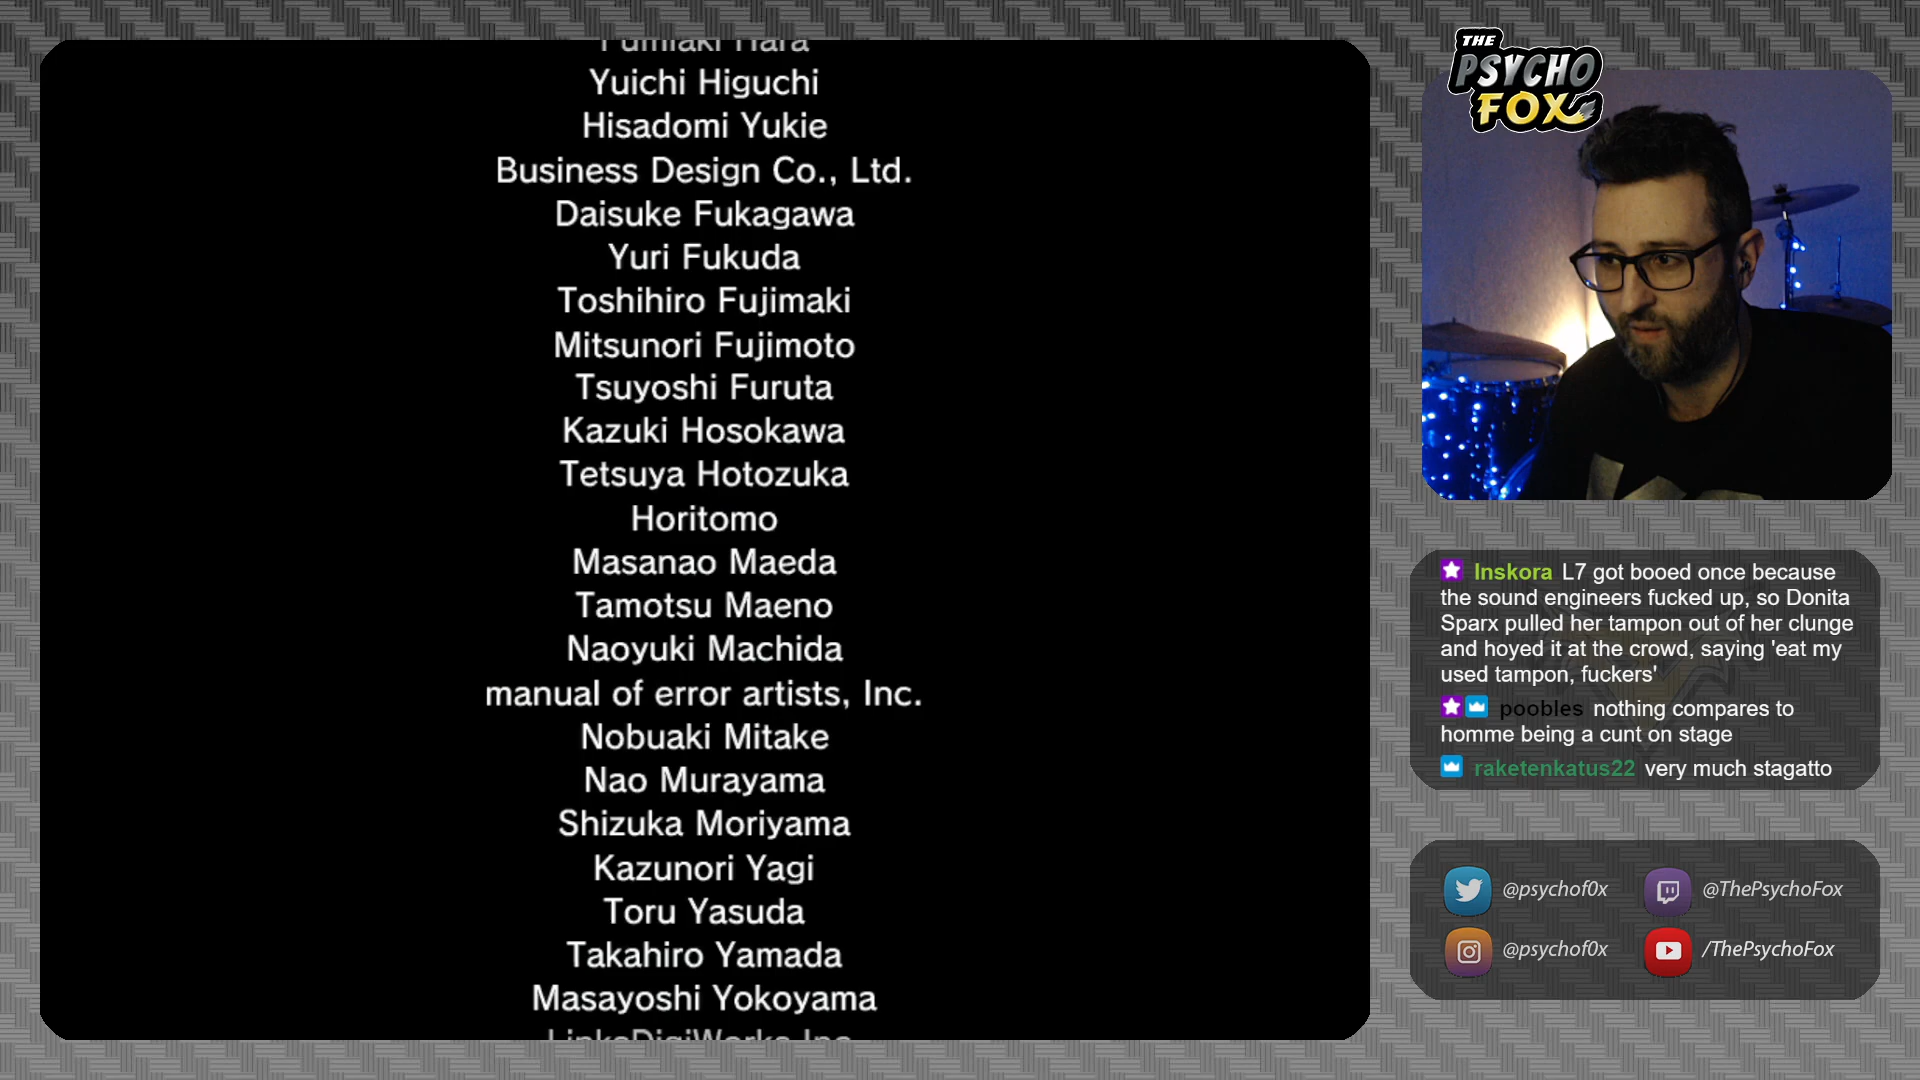 Fumiaki Hara
Yuichi Higuchi
Hisadomi Yukie
Business Design Co., Ltd.
Daisuke Fukagawa
Yuri Fukuda
Toshihiro Fujimaki
Mitsunori Fujimoto
Tsuyoshi Furuta
Kazuki Hosokawa
Tetsuya Hotozuka
Horitomo
Masanao Maeda
Tamotsu Maeno
Naoyuki Machida
manual of error artists, Inc.
Nobuaki Mitake
Nao Murayama
Shizuka Moriyama
Kazunori Yagi
Toru Yasuda
Takahiro Yamada
Masayoshi Yokoyama
LinksDigiWorks Inc.
THE
PSYCHO
FOX
Inskora L7 got booed once because
the sound engineers fucked up, so Donita
Sparx pulled her tampon out of her clunge
and hoyed it at the crowd, saying 'eat my
used tampon, fuckers'
poobles nothing compares to
homme being a cunt on stage
raketenkatus22 very much stagatto
@psychof0x
@ThePsychoFox
@psychof0x
/ThePsychoFox